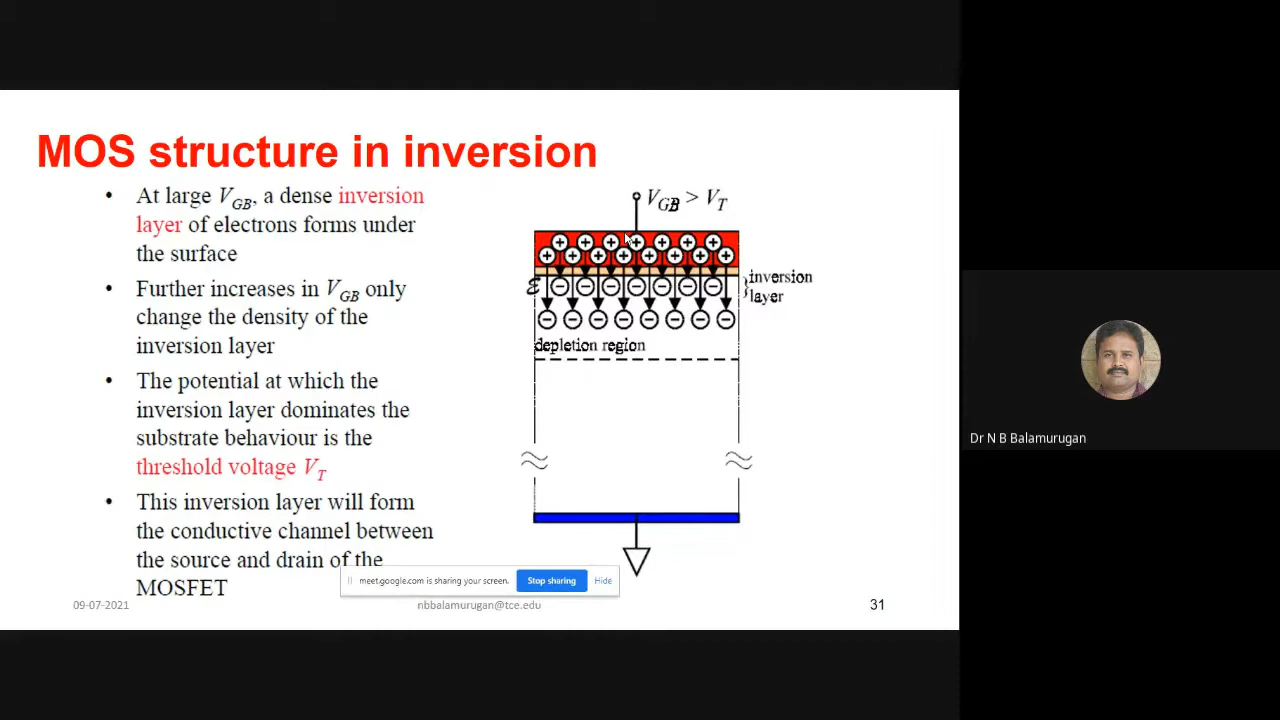 MOS structure in inversion
• At large V_GB, a dense inversion
layer of electrons forms under
the surface
• Further increases in V_GB only
change the density of the
inversion layer
• The potential at which the
inversion layer dominates the
substrate behaviour is the
threshold voltage V_T
• This inversion layer will form
the conductive channel between
the source and drain of the
MOSFET
V_GB > V_T
ℰ
inversion
layer
depletion region
meet.google.com is sharing your screen.
Stop sharing
Hide
09-07-2021
nbbalamurugan@tce.edu
31
Dr N B Balamurugan